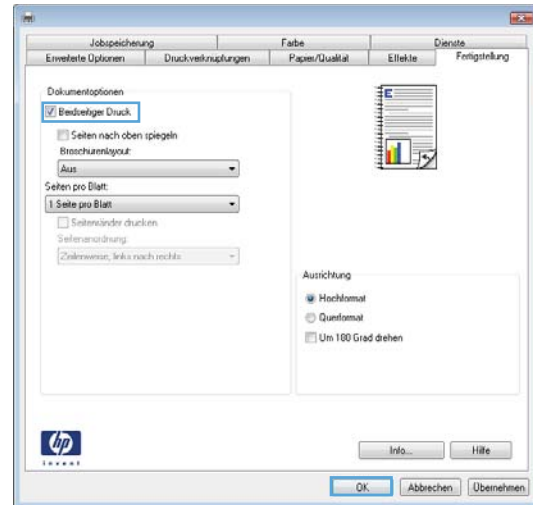 Jobspeicherung Farbe Dienste
Erweiterte Optionen Druckverknüpfungen Papier/Qualität Effekte Fertigstellung
Dokumentoptionen
Beidseitiger Druck
Seiten nach oben spiegeln
Broschürenlayout:
Aus
Seiten pro Blatt:
1 Seite pro Blatt
Seitenränder drucken
Seitenanordnung:
Zeilenweise, links nach rechts
E
Ausrichtung
Hochformat
Querformat
Um 180 Grad drehen
hp
invent
Info... Hilfe
OK Abbrechen Übernehmen